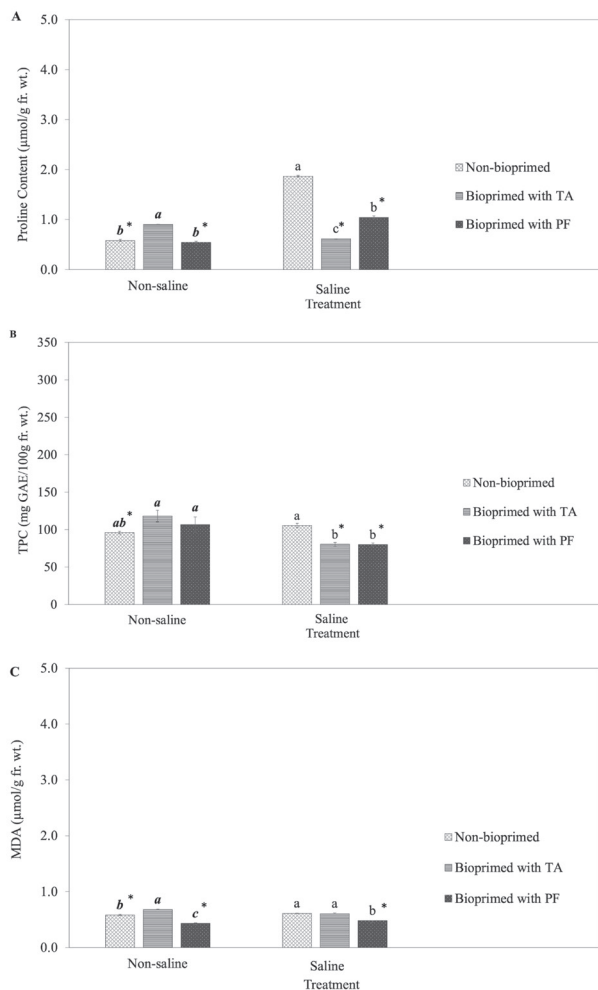 A
Proline Content (µmol/g fr. wt.)
5.0
4.0
3.0
2.0
1.0
0.0
b *
a
b *
a
c*
b *
Non-saline
Saline
Treatment
Non-bioprimed
Bioprimed with TA
Bioprimed with PF
B
TPC (mg GAE/100g fr. wt.)
350
300
250
200
150
100
50
0
ab *
a
a
a
b *
b *
Non-saline
Saline
Treatment
Non-bioprimed
Bioprimed with TA
Bioprimed with PF
C
MDA (µmol/g fr. wt.)
5.0
4.0
3.0
2.0
1.0
0.0
b *
a
c *
a
a
b *
Non-saline
Saline
Treatment
Non-bioprimed
Bioprimed with TA
Bioprimed with PF